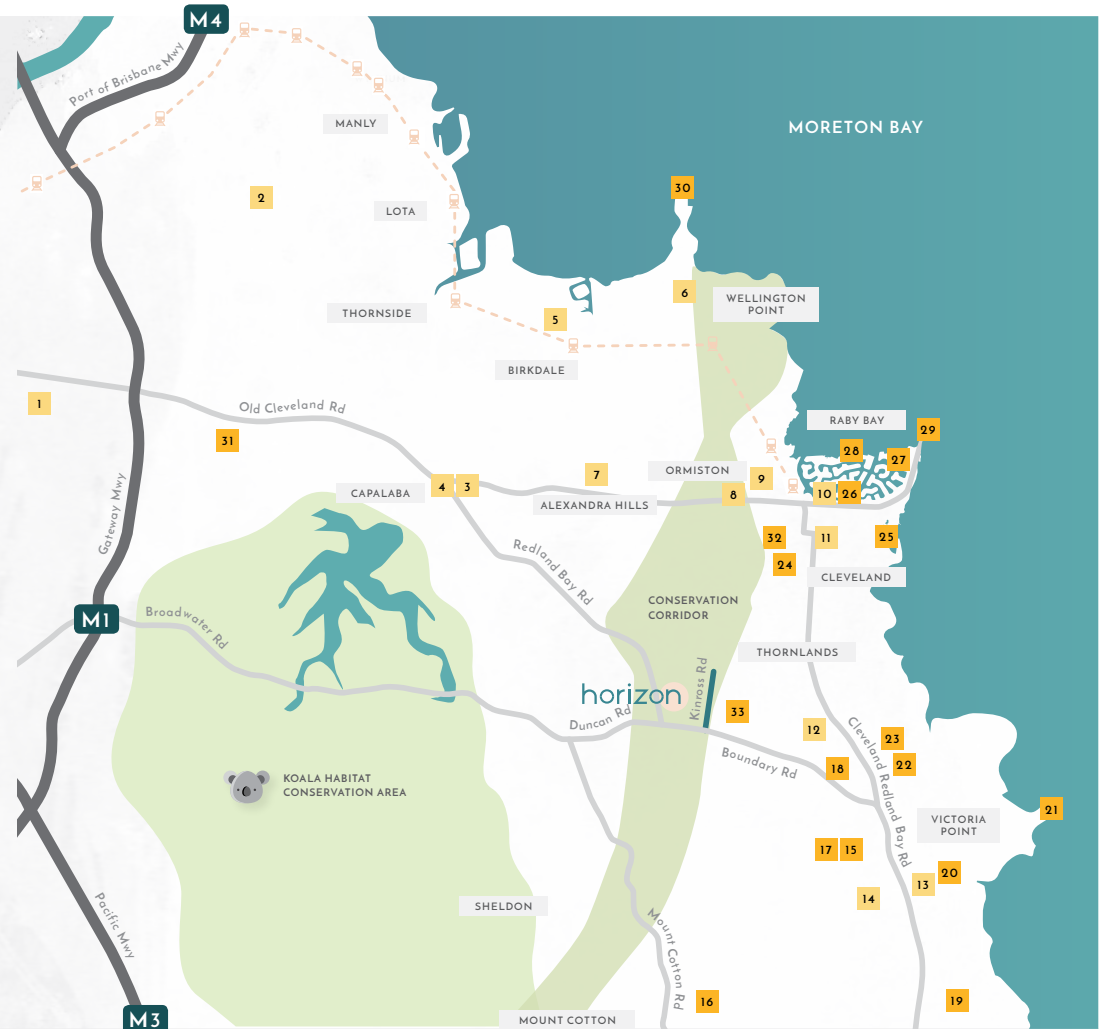 M4
Port of Brisbane Mwy
MANLY
MORETON BAY
2
30
LOTA
6
WELLINGTON
POINT
THORNSIDE
5
BIRKDALE
1
Old Cleveland Rd
31
RABY BAY
29
28
27
ORMISTON
7
9
4
3
CAPALABA
8
10
26
ALEXANDRA HILLS
Gateway Mwy
32
11
25
24
Redland Bay Rd
CLEVELAND
CONSERVATION
CORRIDOR
M1
Broadwater Rd
THORNLANDS
horizon
Kinross Rd
33
Duncan Rd
12
23
Boundary Rd
18
22
Cleveland Redland Bay Rd
KOALA HABITAT
CONSERVATION AREA
21
VICTORIA
POINT
17
15
20
13
14
SHELDON
Pacific Mwy
Mount Cotton Rd
16
19
M3
MOUNT COTTON